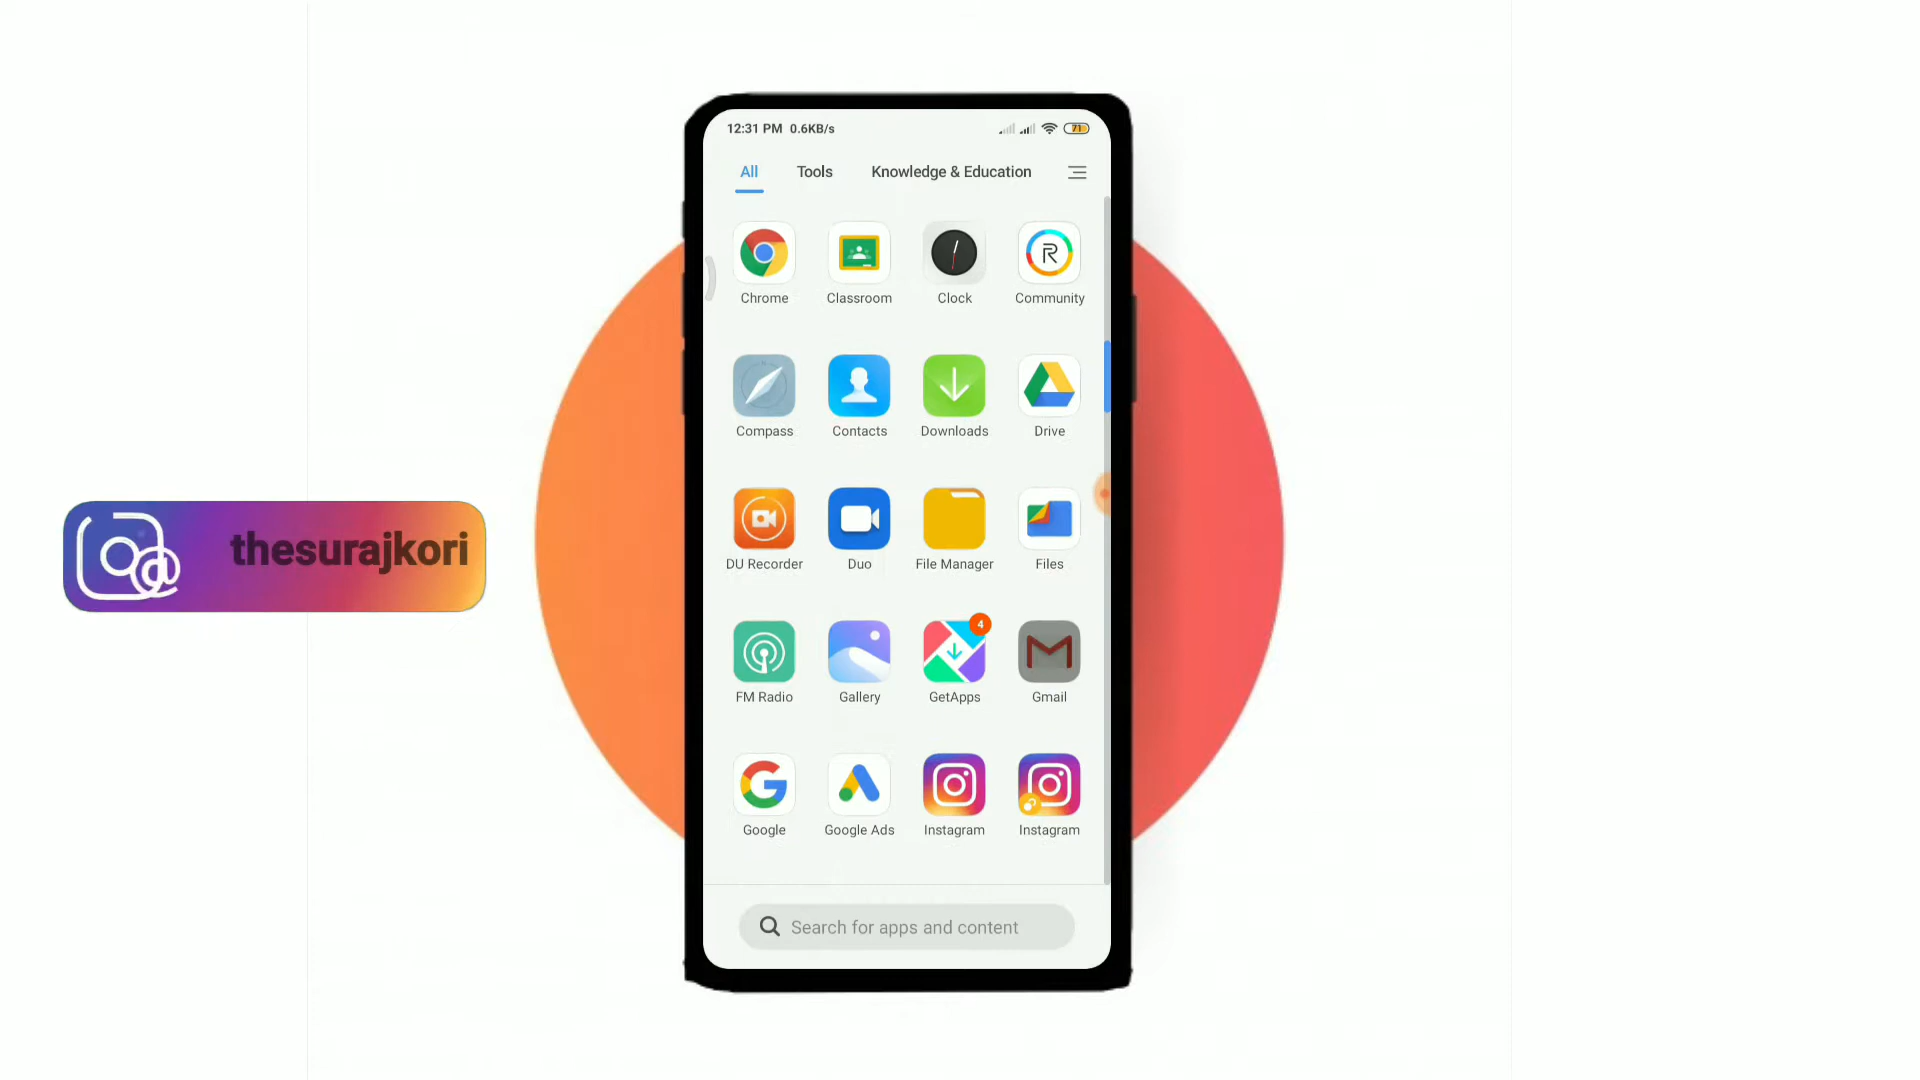 12:31 PM 0.6KB/s 71
All Tools Knowledge & Education
Chrome Classroom Clock Community
Compass Contacts Downloads Drive
thesurajkori
DU Recorder Duo File Manager Files
4
FM Radio Gallery GetApps Gmail
Google Google Ads Instagram Instagram
Search for apps and content